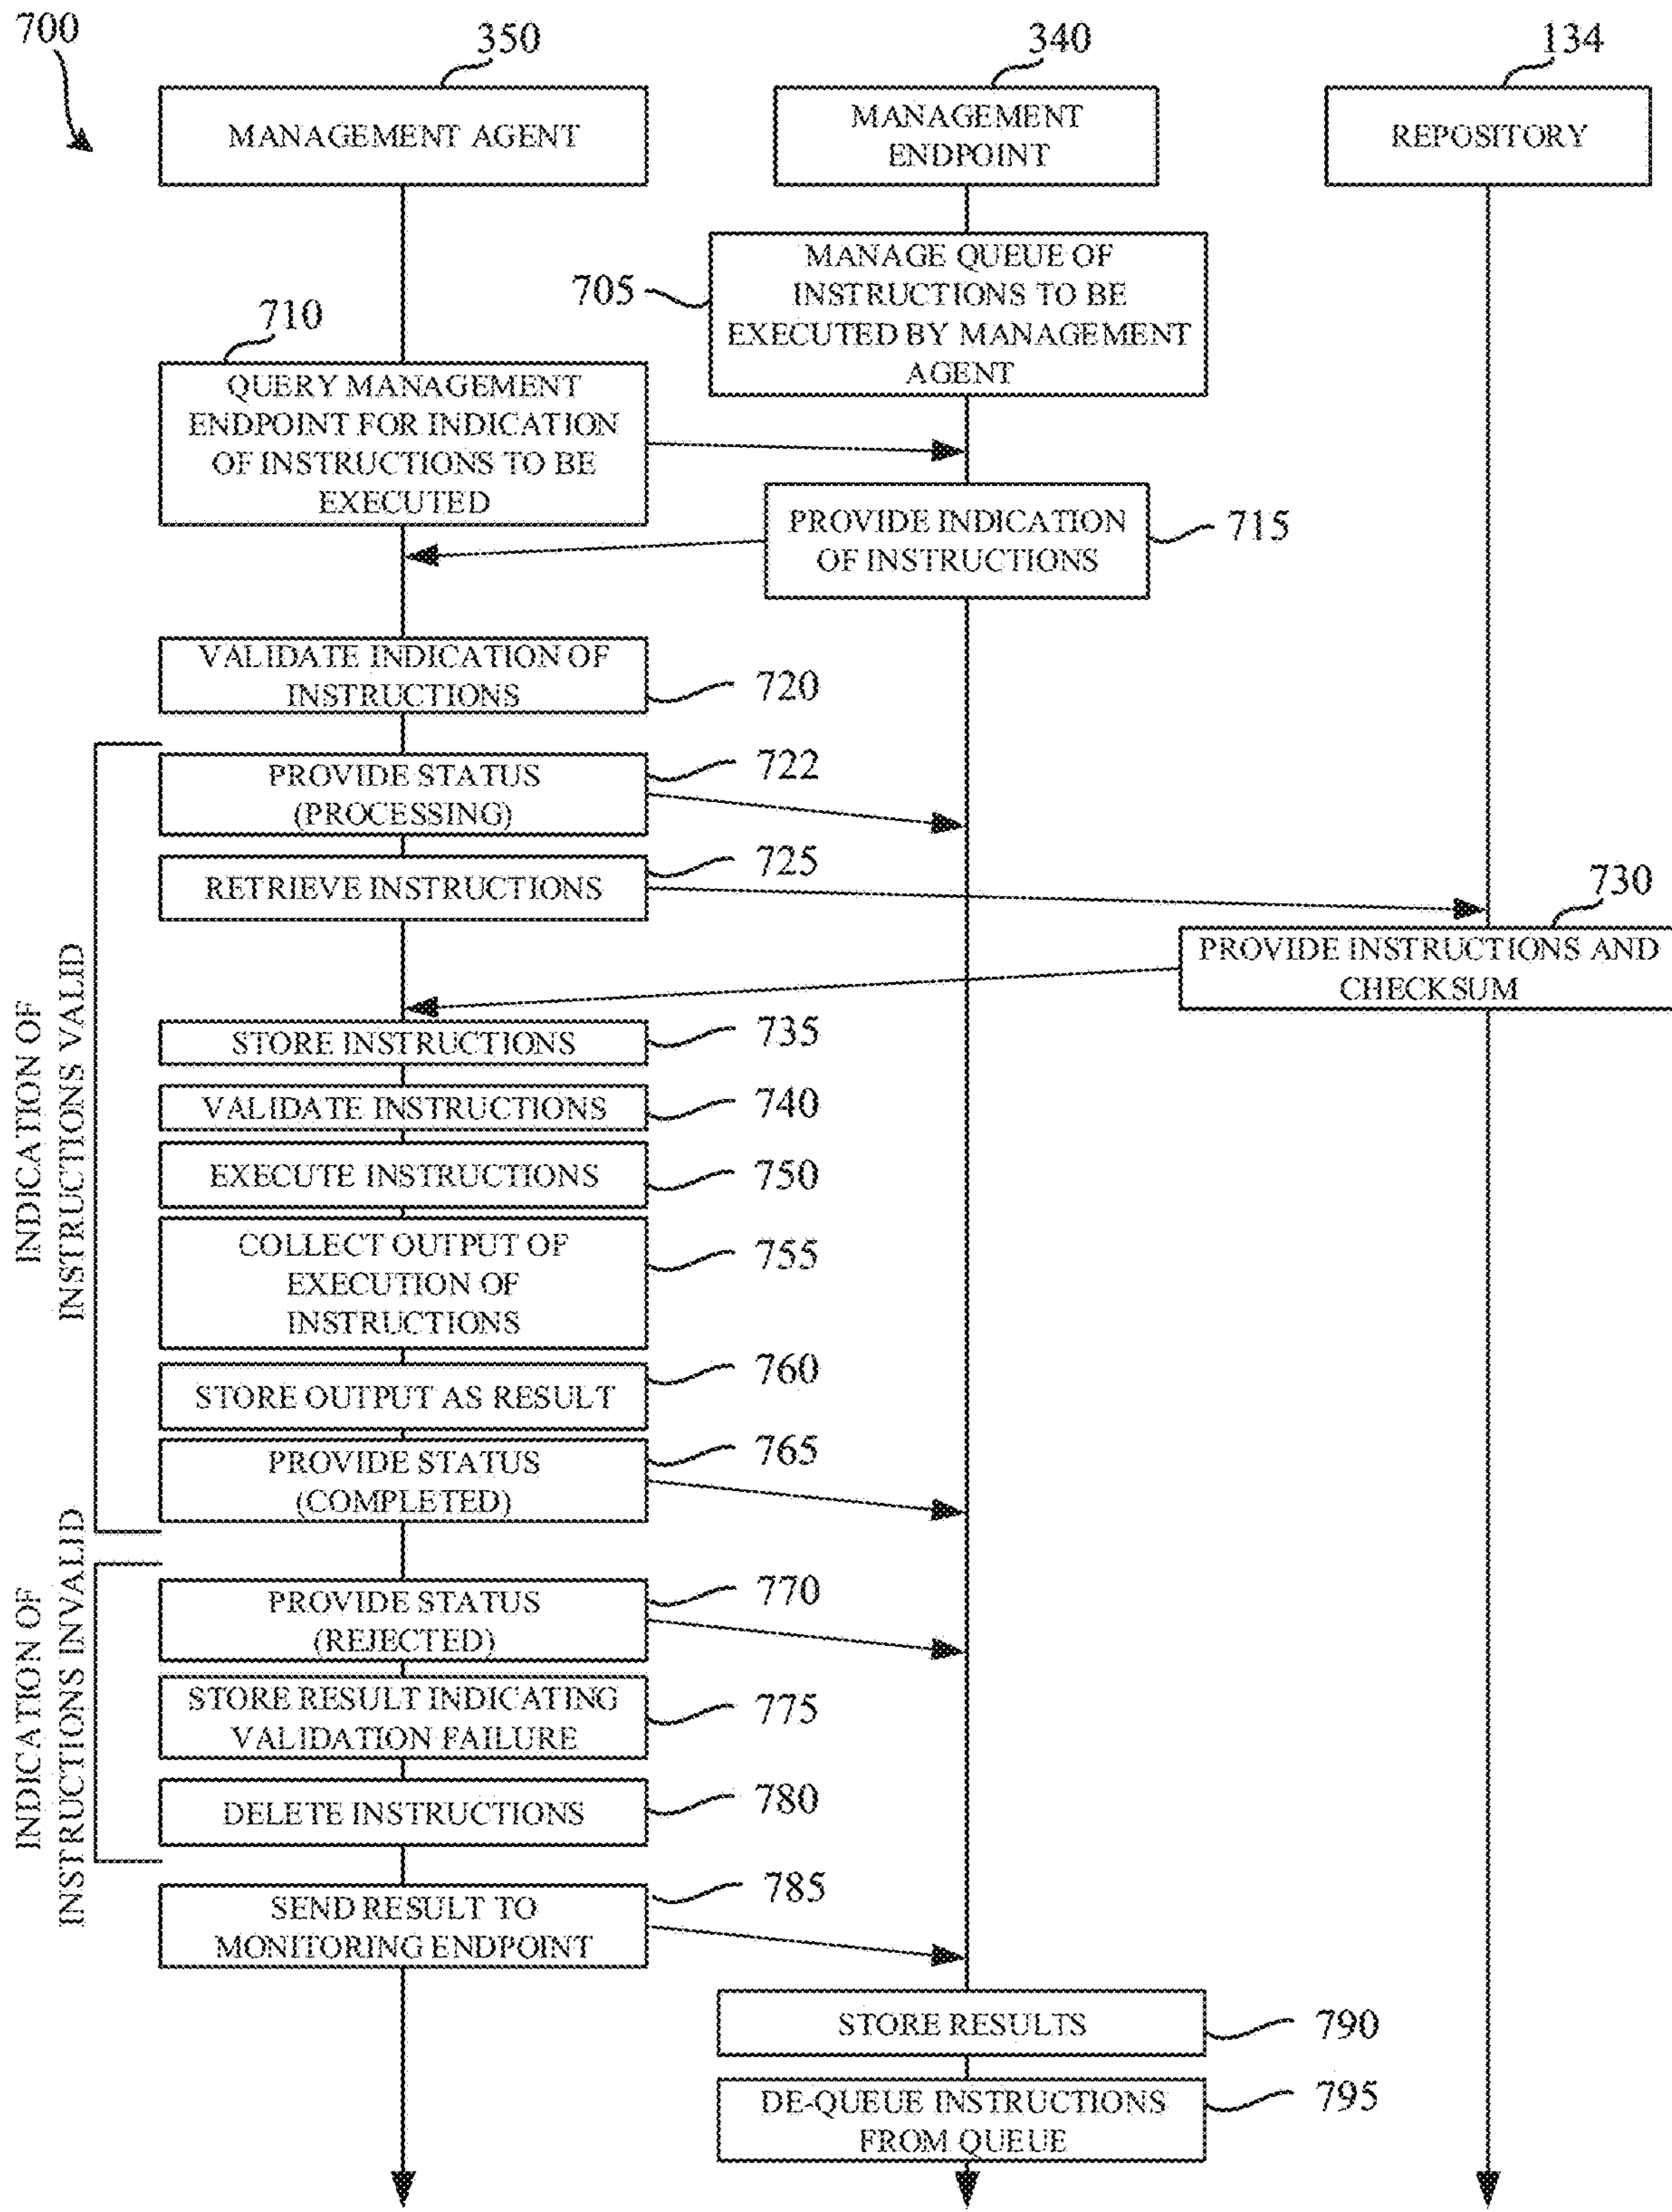 700
350
340
134
MANAGEMENT AGENT
MANAGEMENT
ENDPOINT
REPOSITORY
705
MANAGE QUEUE OF
INSTRUCTIONS TO BE
EXECUTED BY MANAGEMENT
AGENT
710
QUERY MANAGEMENT
ENDPOINT FOR INDICATION
OF INSTRUCTIONS TO BE
EXECUTED
PROVIDE INDICATION
OF INSTRUCTIONS
715
VALIDATE INDICATION OF
INSTRUCTIONS
720
INDICATION OF
INSTRUCTIONS VALID
PROVIDE STATUS
(PROCESSING)
722
RETRIEVE INSTRUCTIONS
725
730
PROVIDE INSTRUCTIONS AND
CHECKSUM
STORE INSTRUCTIONS
735
VALIDATE INSTRUCTIONS
740
EXECUTE INSTRUCTIONS
750
COLLECT OUTPUT OF
EXECUTION OF
INSTRUCTIONS
755
STORE OUTPUT AS RESULT
760
PROVIDE STATUS
(COMPLETED)
765
INDICATION OF
INSTRUCTIONS INVALID
PROVIDE STATUS
(REJECTED)
770
STORE RESULT INDICATING
VALIDATION FAILURE
775
DELETE INSTRUCTIONS
780
SEND RESULT TO
MONITORING ENDPOINT
785
STORE RESULTS
790
DE-QUEUE INSTRUCTIONS
FROM QUEUE
795